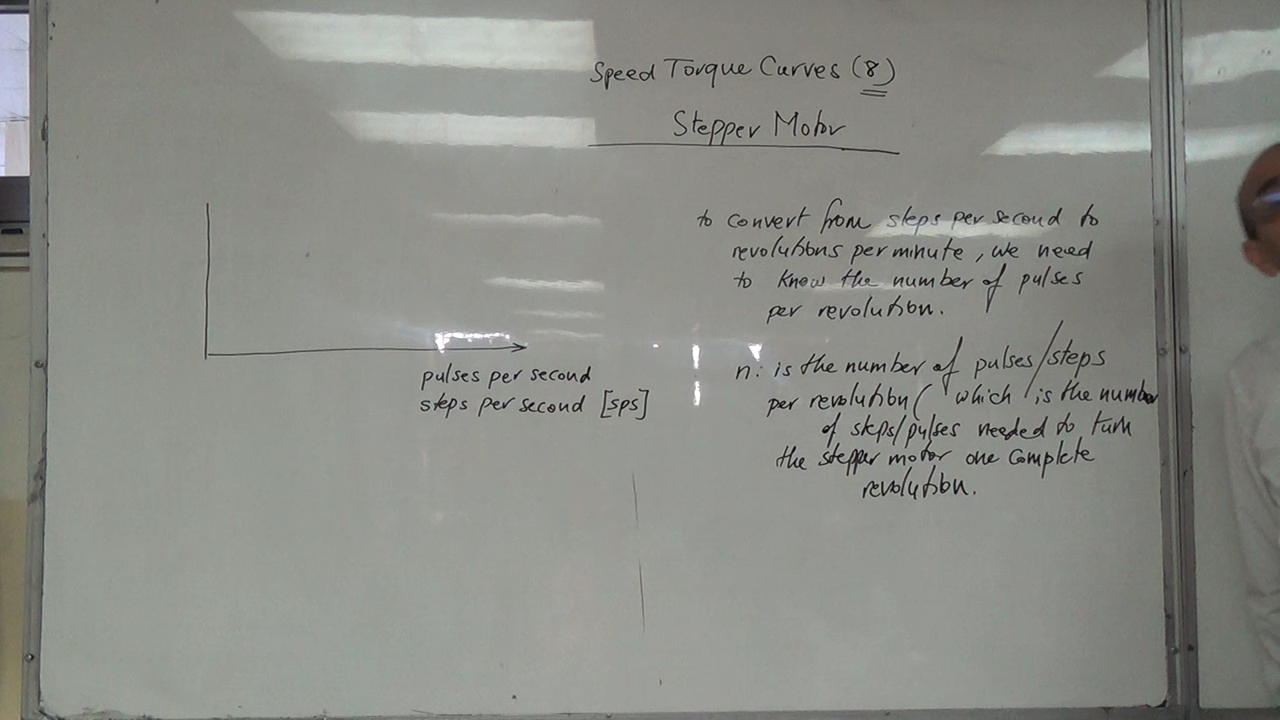 Speed Torque Curves (8)
Stepper Motor
pulses per second
steps per second [sps]
to convert from steps per second to
revolutions per minute, we need
to know the number of pulses
per revolution.
n: is the number of pulses/steps
per revolution ( which is the number
of steps/pulses needed to turn
the stepper motor one complete
revolution.